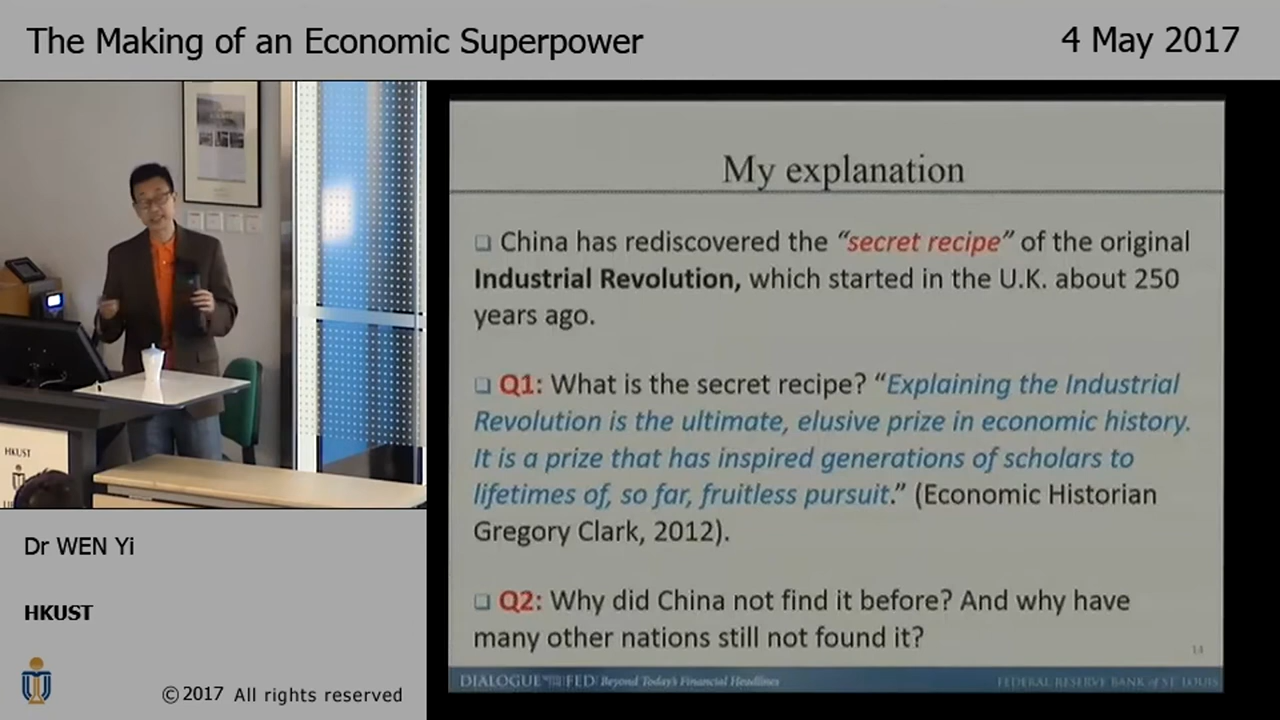 The Making of an Economic Superpower
4 May 2017
My explanation
China has rediscovered the “secret recipe” of the original
Industrial Revolution, which started in the U.K. about 250
years ago.
Q1: What is the secret recipe? “Explaining the Industrial
Revolution is the ultimate, elusive prize in economic history.
It is a prize that has inspired generations of scholars to
lifetimes of, so far, fruitless pursuit.” (Economic Historian
Gregory Clark, 2012).
Q2: Why did China not find it before? And why have
many other nations still not found it?
DIALOGUE FED Beyond Today's Financial Headlines
FEDERAL RESERVE BANK of ST. LOUIS
HKUST
Dr WEN Yi
HKUST
©2017 All rights reserved